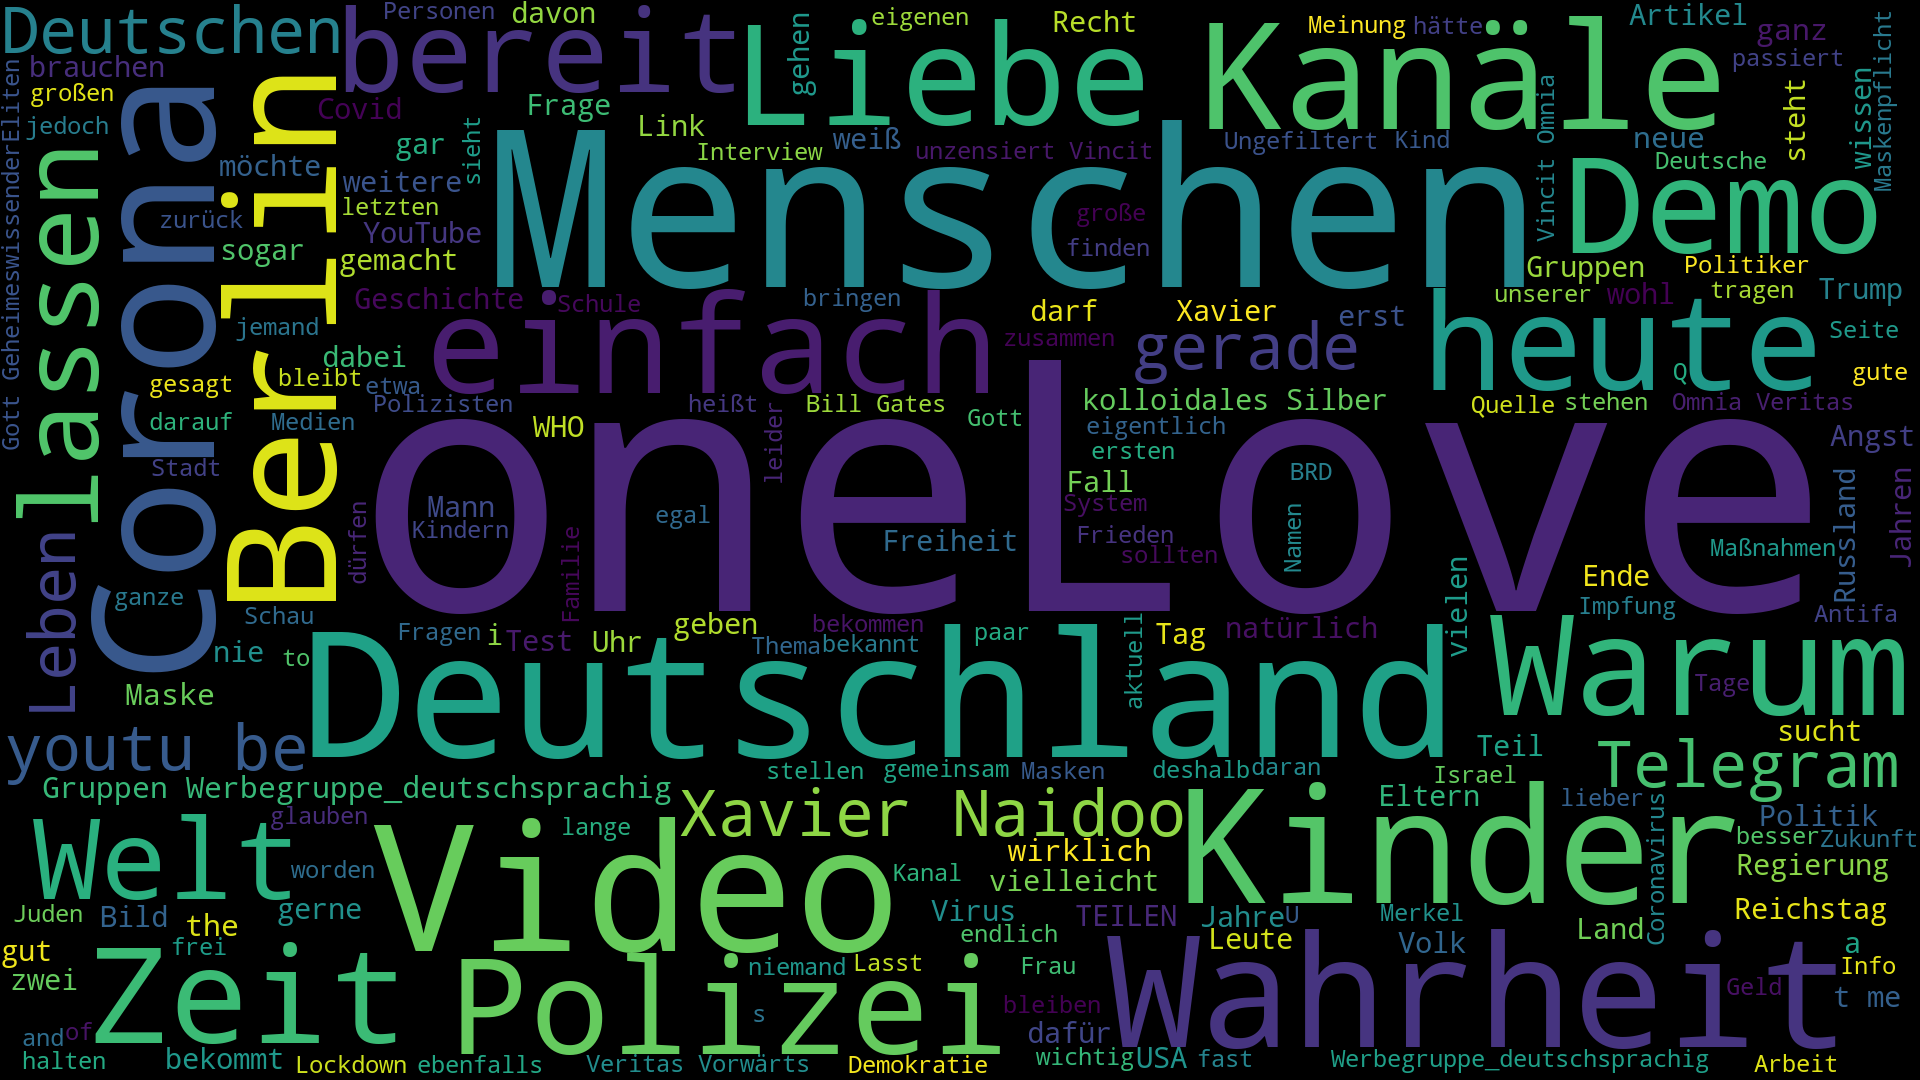 Deutschen
bereit
Personen
davon
Liebe
eigenen
Recht
Kanäle
Meinung
hätte
Artikel
ganz
passiert
Maskenpflicht
brauchen
großen
jedoch
Gott GeheimeswissenderEliten
lassen
Corona
Berlin
Covid
Frage
gehen
Link
weiß
Interview
unzensiert Vincit
Ungefiltert
Kind
Vincit Omnia
neue
Deutsche
steht
wissen
möchte
gar
sieht
weitere
letzten
zurück
YouTube
sogar
gemacht
Menschen
große
finden
Demo
Gruppen
Politiker
unserer
wohl
tragen
Trump
Geschichte
Schule
bringen
darf
Xavier
erst
zusammen
gerade
heute
Seite
jemand
dabei
einfach
gesagt
bleibt
etwa
Q
gute
darauf
Medien
Polizisten
heißt
Bill Gates
kolloidales Silber
Quelle
stehen
Omnia Veritas
WHO
leider
Gott
eigentlich
ersten
Angst
Stadt
BRD
Fall
oneLove
Mann
Kindern
egal
System
Russland
Jahren
dürfen
Familie
Freiheit
Frieden
sollten
Namen
Maßnahmen
Leben
ganze
Schau
vielen
Ende
Impfung
Antifa
nie
to
Fragen
i
Test
Uhr
geben
bekommen
Thema
bekannt
paar
aktuell
Tag
natürlich
Warum
Tage
Maske
Deutschland
youtu be
stellen
gemeinsam
Masken
deshalb
daran
Teil
sucht
Telegram
Gruppen Werbegruppe_deutschsprachig
Israel
Eltern
lieber
Coronavirus
Politik
glauben
lange
Xavier Naidoo
Kinder
besser
Zukunft
Welt
Video
worden
wirklich
vielleicht
Kanal
Regierung
Juden
Bild
the
gerne
Virus
TEILEN
Jahre
U
Merkel
Land
Reichstag
gut
frei
endlich
Leute
Volk
a
zwei
Zeit
Polizei
niemand
Lasst
Frau
Wahrheit
Info
Geld
t me
s
bleiben
dafür
and
of
halten
bekommt
Lockdown
ebenfalls
Veritas Vorwärts
Demokratie
wichtig
USA
fast
Werbegruppe_deutschsprachig
Arbeit